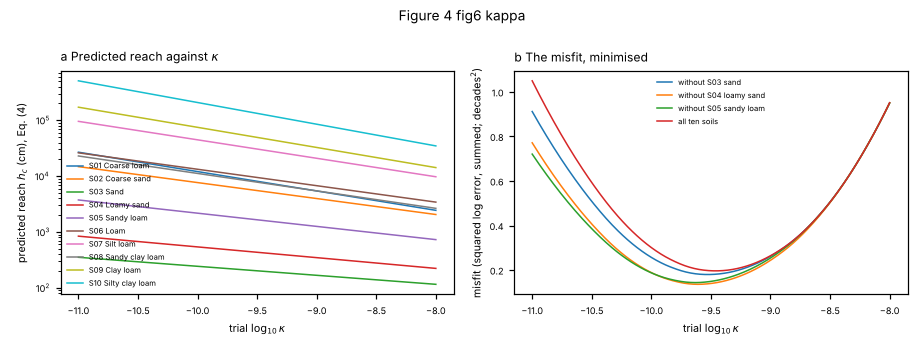 Figure 4 fig6 kappa
a Predicted reach against κ
predicted reach h_c (cm), Eq. (4)
10^5
10^4
10^3
10^2
S01 Coarse loam
S02 Coarse sand
S03 Sand
S04 Loamy sand
S05 Sandy loam
S06 Loam
S07 Silt loam
S08 Sandy clay loam
S09 Clay loam
S10 Silty clay loam
−11.0 −10.5 −10.0 −9.5 −9.0 −8.5 −8.0
trial log_10 κ
b The misfit, minimised
misfit (squared log error, summed; decades^2)
1.0
0.8
0.6
0.4
0.2
without S03 sand
without S04 loamy sand
without S05 sandy loam
all ten soils
−11.0 −10.5 −10.0 −9.5 −9.0 −8.5 −8.0
trial log_10 κ